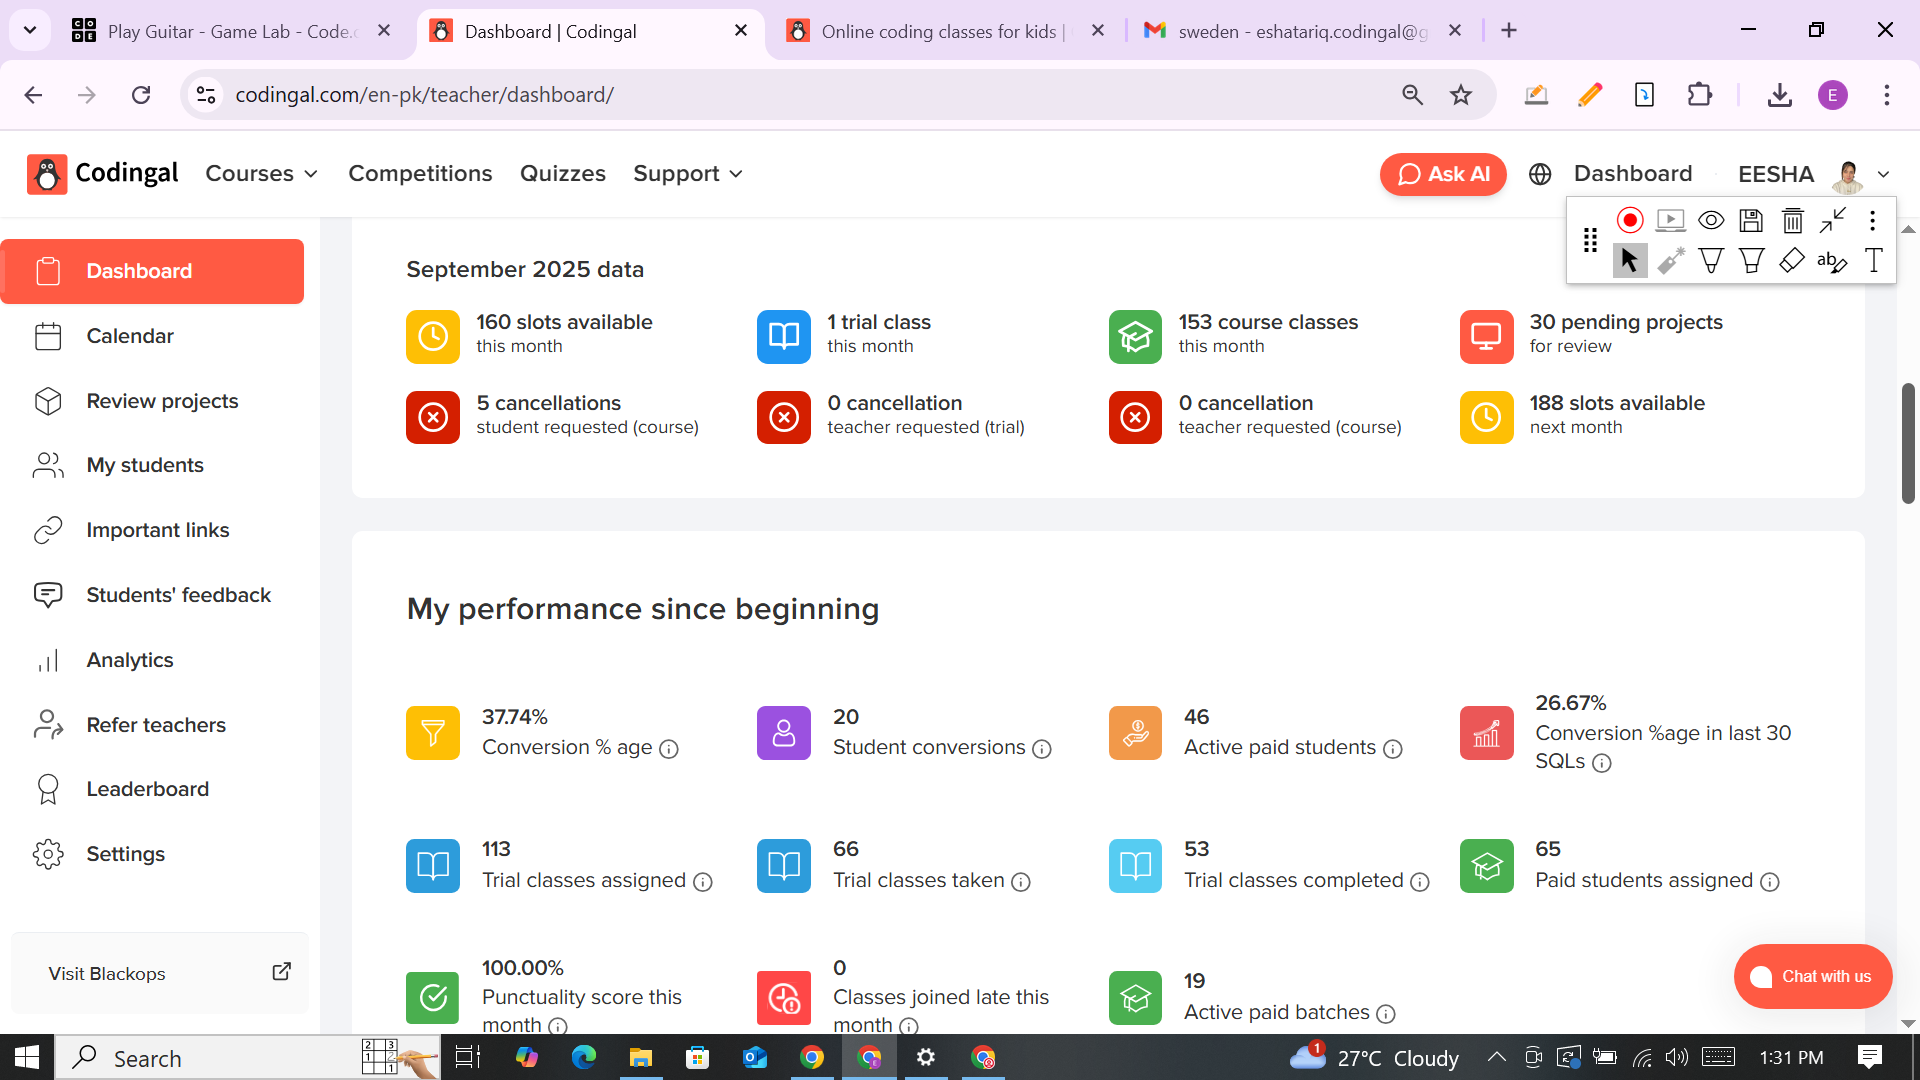 Play Guitar - Game Lab - Code.
Dashboard | Codingal
Online coding classes for kids |
sweden - eshatariq.codingal@g
codingal.com/en-pk/teacher/dashboard/
E
Codingal
Courses
Competitions
Quizzes
Support
Ask AI
Dashboard
EESHA
Dashboard
Calendar
Review projects
My students
Important links
Students' feedback
Analytics
Refer teachers
Leaderboard
Settings
Visit Blackops
September 2025 data
160 slots available
this month
1 trial class
this month
153 course classes
this month
30 pending projects
for review
5 cancellations
student requested (course)
0 cancellation
teacher requested (trial)
0 cancellation
teacher requested (course)
188 slots available
next month
My performance since beginning
37.74%
Conversion % age
20
Student conversions
46
Active paid students
26.67%
Conversion %age in last 30
SQLs
113
Trial classes assigned
66
Trial classes taken
53
Trial classes completed
65
Paid students assigned
100.00%
Punctuality score this
month
0
Classes joined late this
month
19
Active paid batches
Chat with us
Search
1
27°C Cloudy
1:31 PM